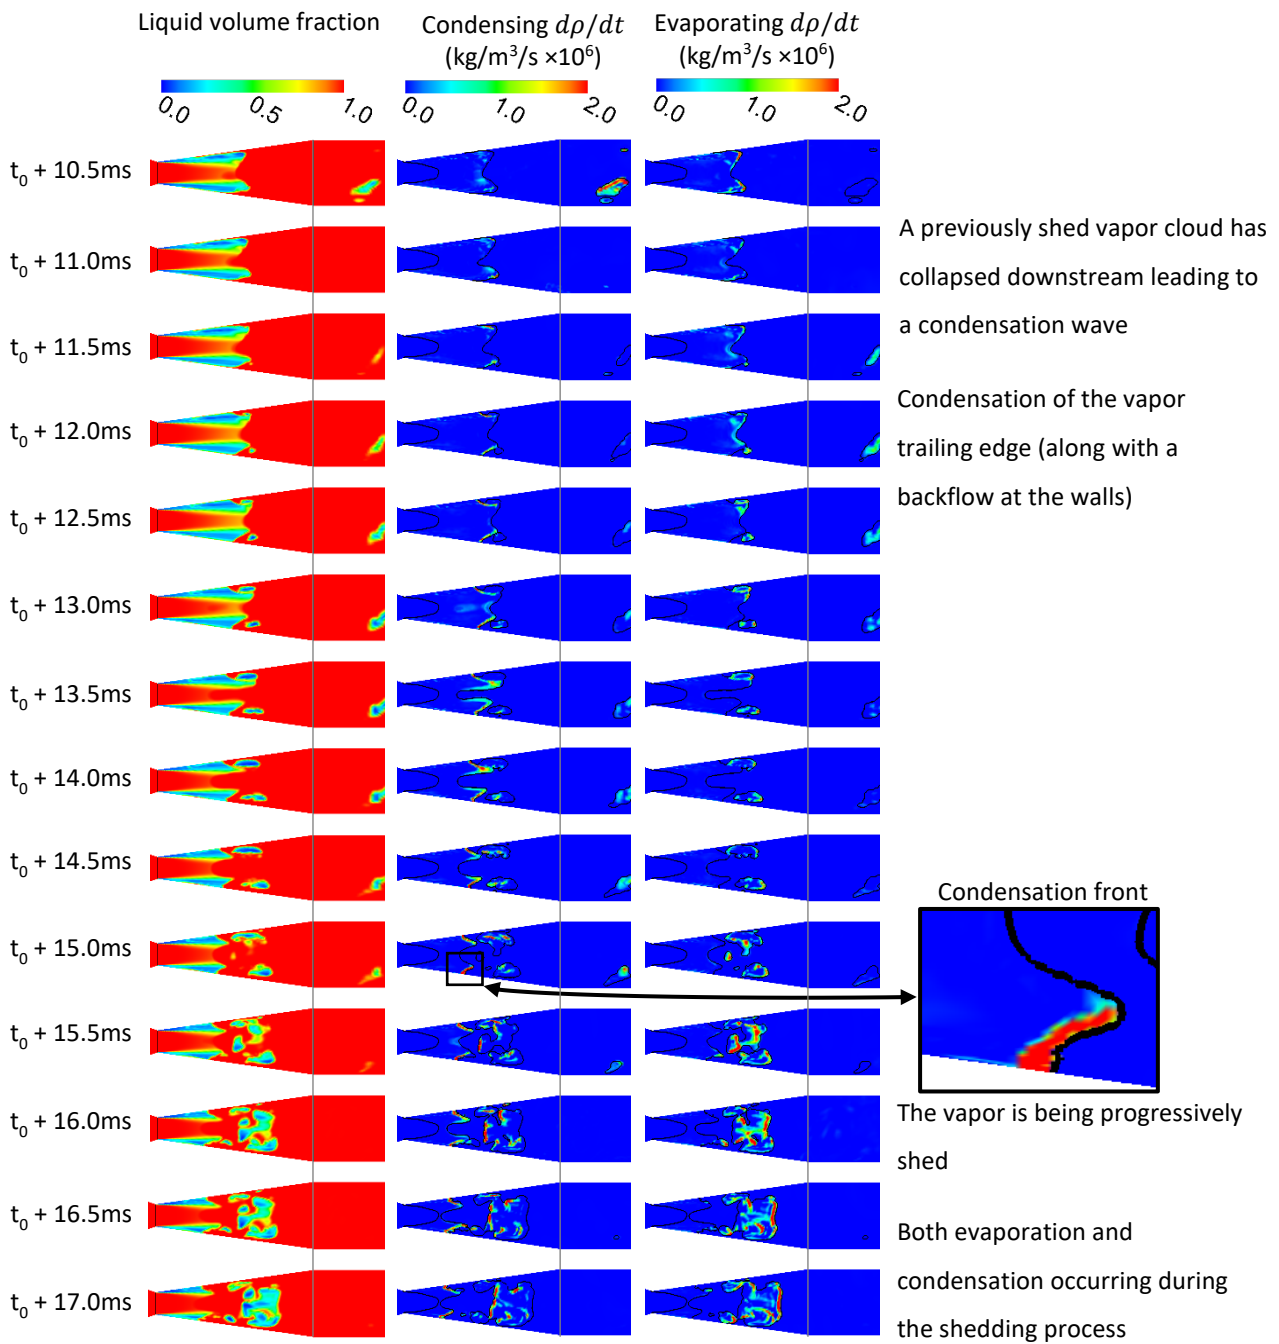 Liquid volume fraction
Condensing dρ/dt
(kg/m³/s ×10⁶)
Evaporating dρ/dt
(kg/m³/s ×10⁶)
0.0 0.5 1.0
0.0 1.0 2.0
0.0 1.0 2.0
t₀ + 10.5ms
t₀ + 11.0ms
t₀ + 11.5ms
t₀ + 12.0ms
t₀ + 12.5ms
t₀ + 13.0ms
t₀ + 13.5ms
t₀ + 14.0ms
t₀ + 14.5ms
t₀ + 15.0ms
t₀ + 15.5ms
t₀ + 16.0ms
t₀ + 16.5ms
t₀ + 17.0ms
A previously shed vapor cloud has
collapsed downstream leading to
a condensation wave
Condensation of the vapor
trailing edge (along with a
backflow at the walls)
Condensation front
The vapor is being progressively
shed
Both evaporation and
condensation occurring during
the shedding process